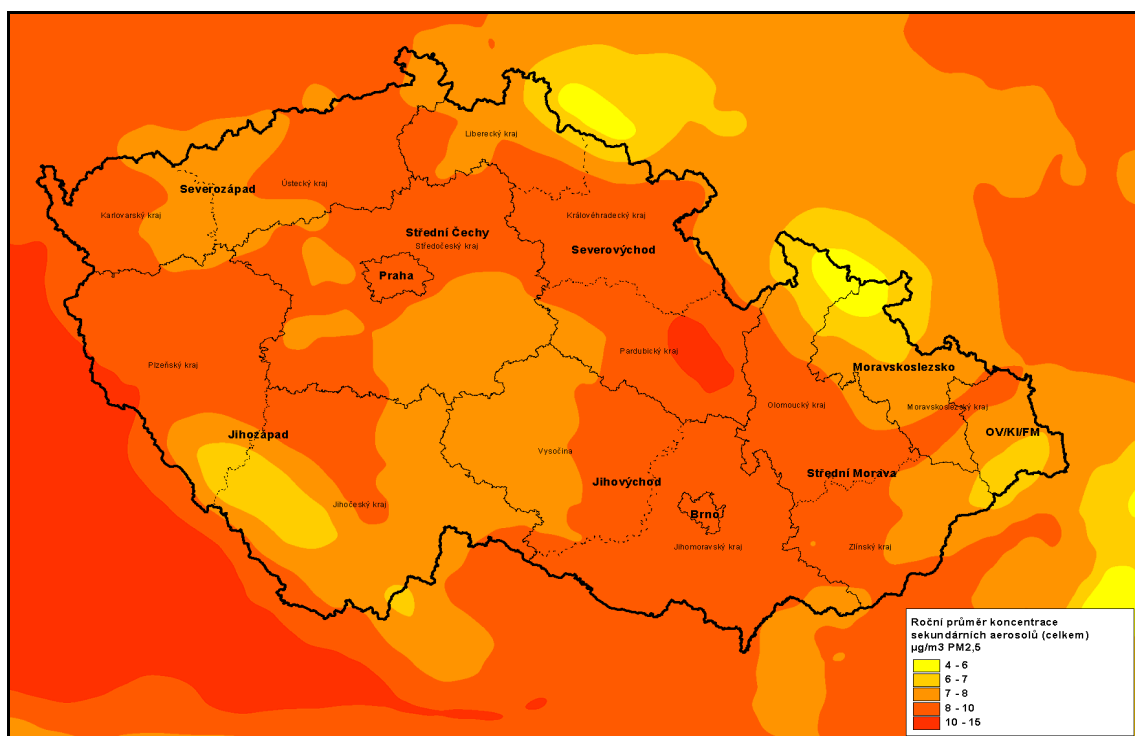 Liberecký kraj
Ústecký kraj
Severozápad
Karlovarský kraj
Královéhradecký kraj
Střední Čechy
Středočeský kraj
Severovýchod
Praha
Pardubický kraj
Plzeňský kraj
Moravskoslezsko
Olomoucký kraj
Moravskoslezský kraj
Jihozápad
OV/KI/FM
Vysočina
Střední Morava
Jihovýchod
Jihočeský kraj
Brno
Jihomoravský kraj
Zlínský kraj
Roční průměr koncentrace
sekundárních aerosolů (celkem)
µg/m3 PM2,5
4 - 6
6 - 7
7 - 8
8 - 10
10 - 15